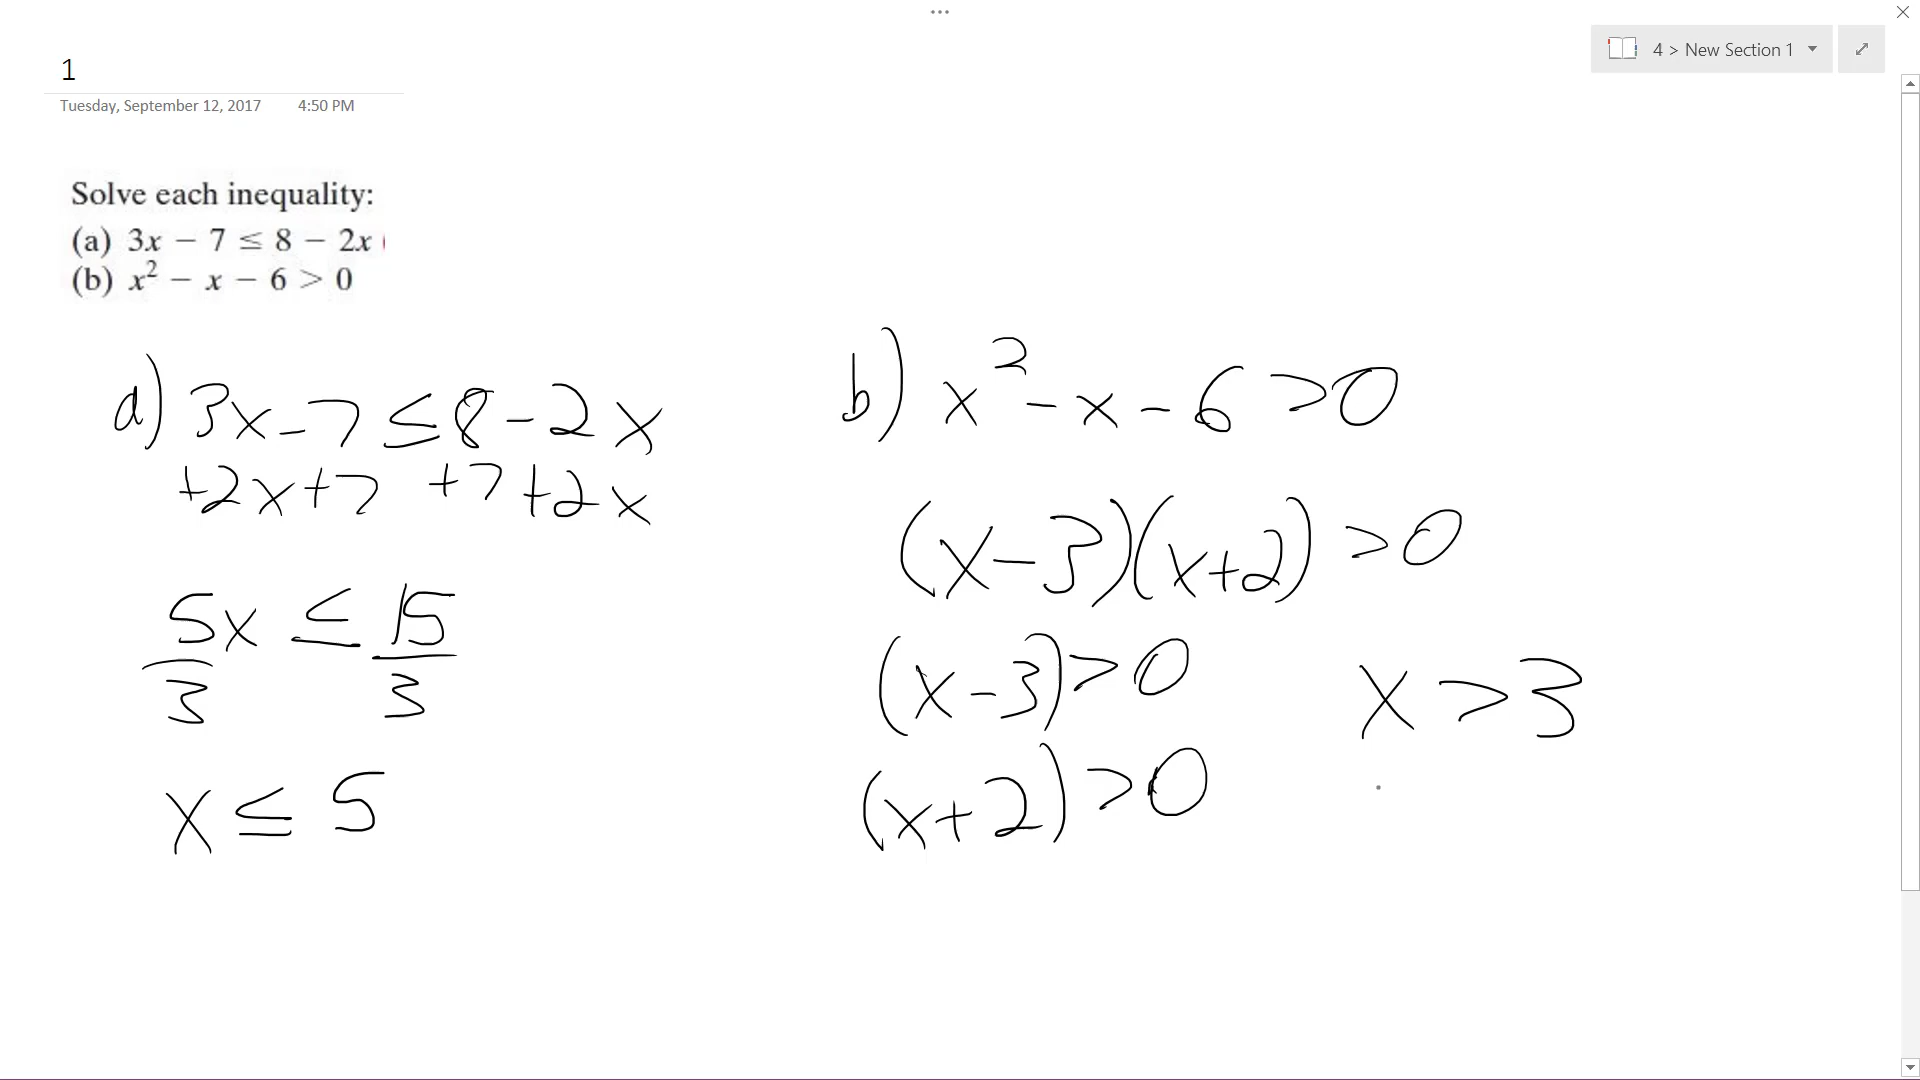 4 > New Section 1
1
Tuesday, September 12, 2017 4:50 PM
Solve each inequality:
(a) 3x − 7 ≤ 8 − 2x
(b) x² − x − 6 > 0
a) 3x - 7 ≤ 8 - 2x
+2x +7 +7 +2x
5x ≤ 15
3 3
x ≤ 5
b) x² - x - 6 > 0
(x - 3)(x + 2) > 0
(x - 3) > 0 x > 3
(x + 2) > 0